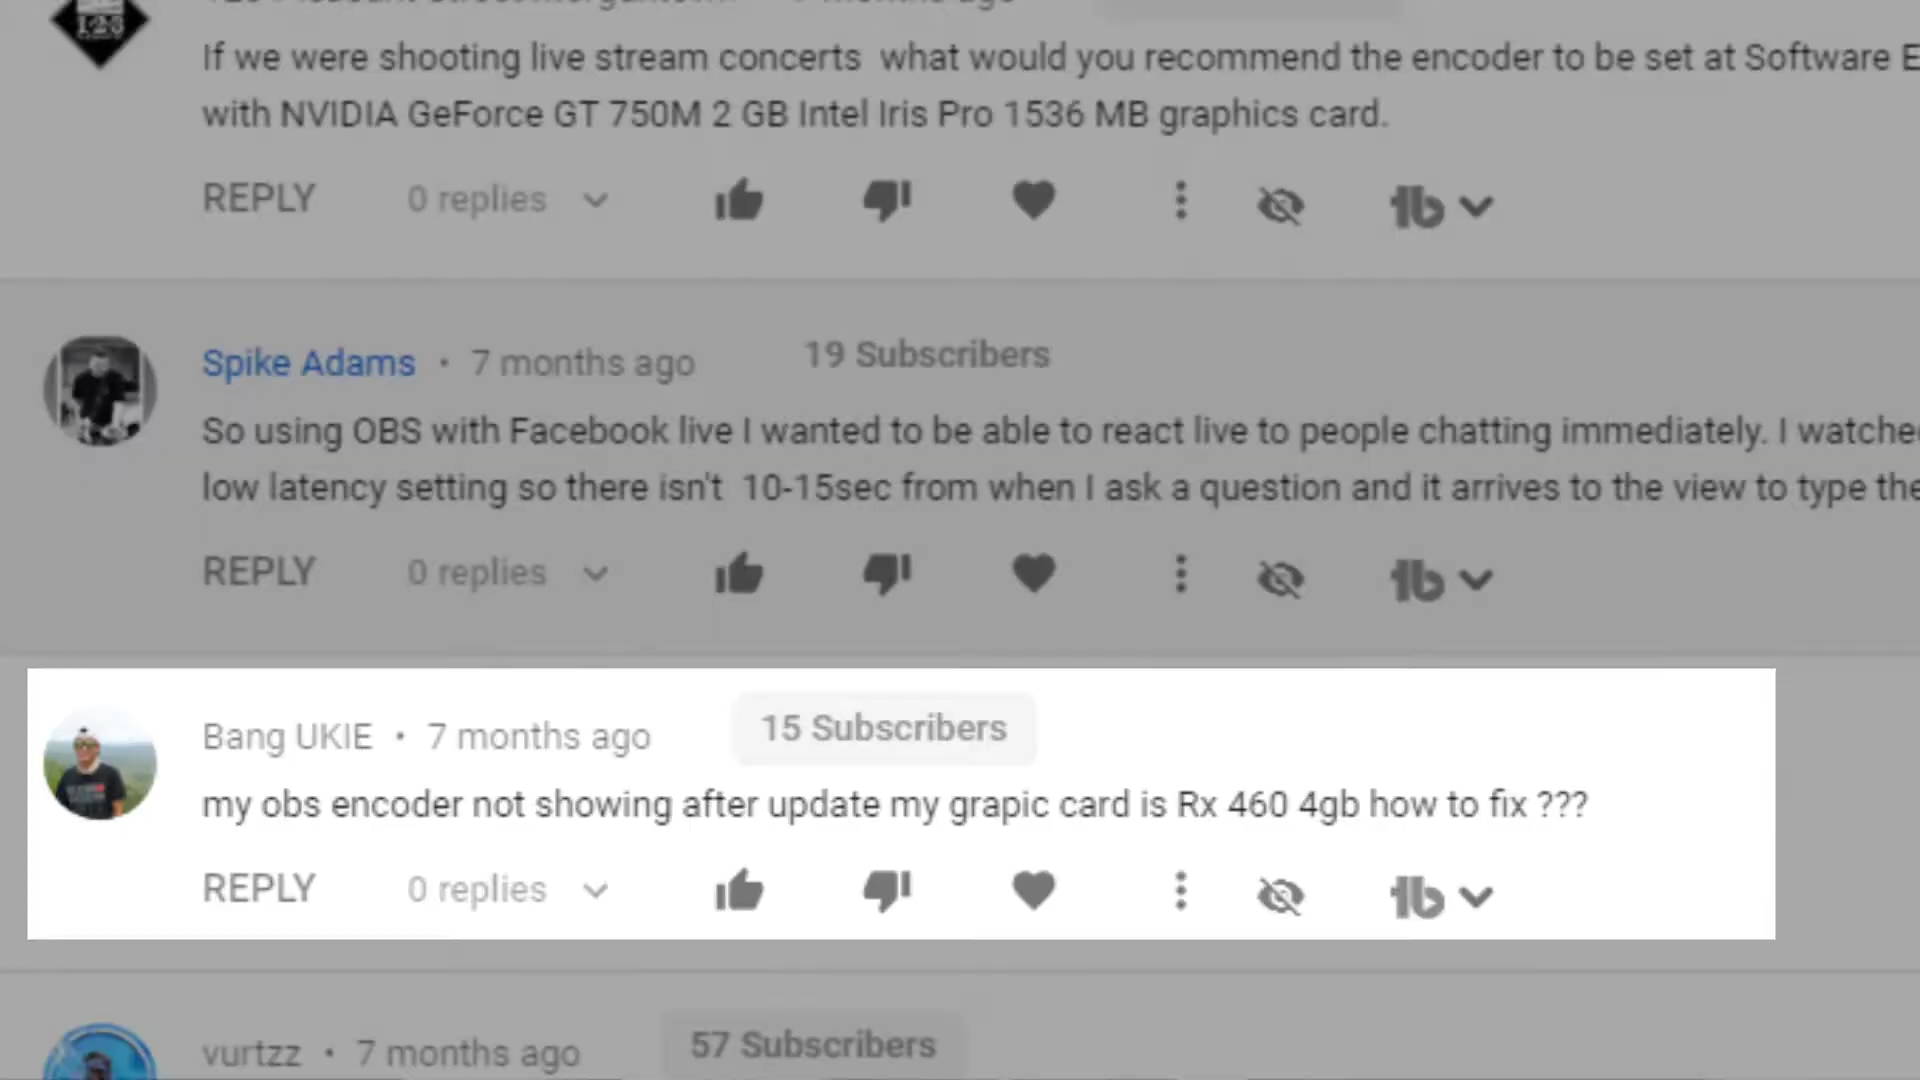 123
If we were shooting live stream concerts what would you recommend the encoder to be set at Software E
with NVIDIA GeForce GT 750M 2 GB Intel Iris Pro 1536 MB graphics card.
REPLY 0 replies
Spike Adams • 7 months ago 19 Subscribers
So using OBS with Facebook live I wanted to be able to react live to people chatting immediately. I watche
low latency setting so there isn't 10-15sec from when I ask a question and it arrives to the view to type the
REPLY 0 replies
Bang UKIE • 7 months ago 15 Subscribers
my obs encoder not showing after update my grapic card is Rx 460 4gb how to fix ???
REPLY 0 replies
vurtzz • 7 months ago 57 Subscribers